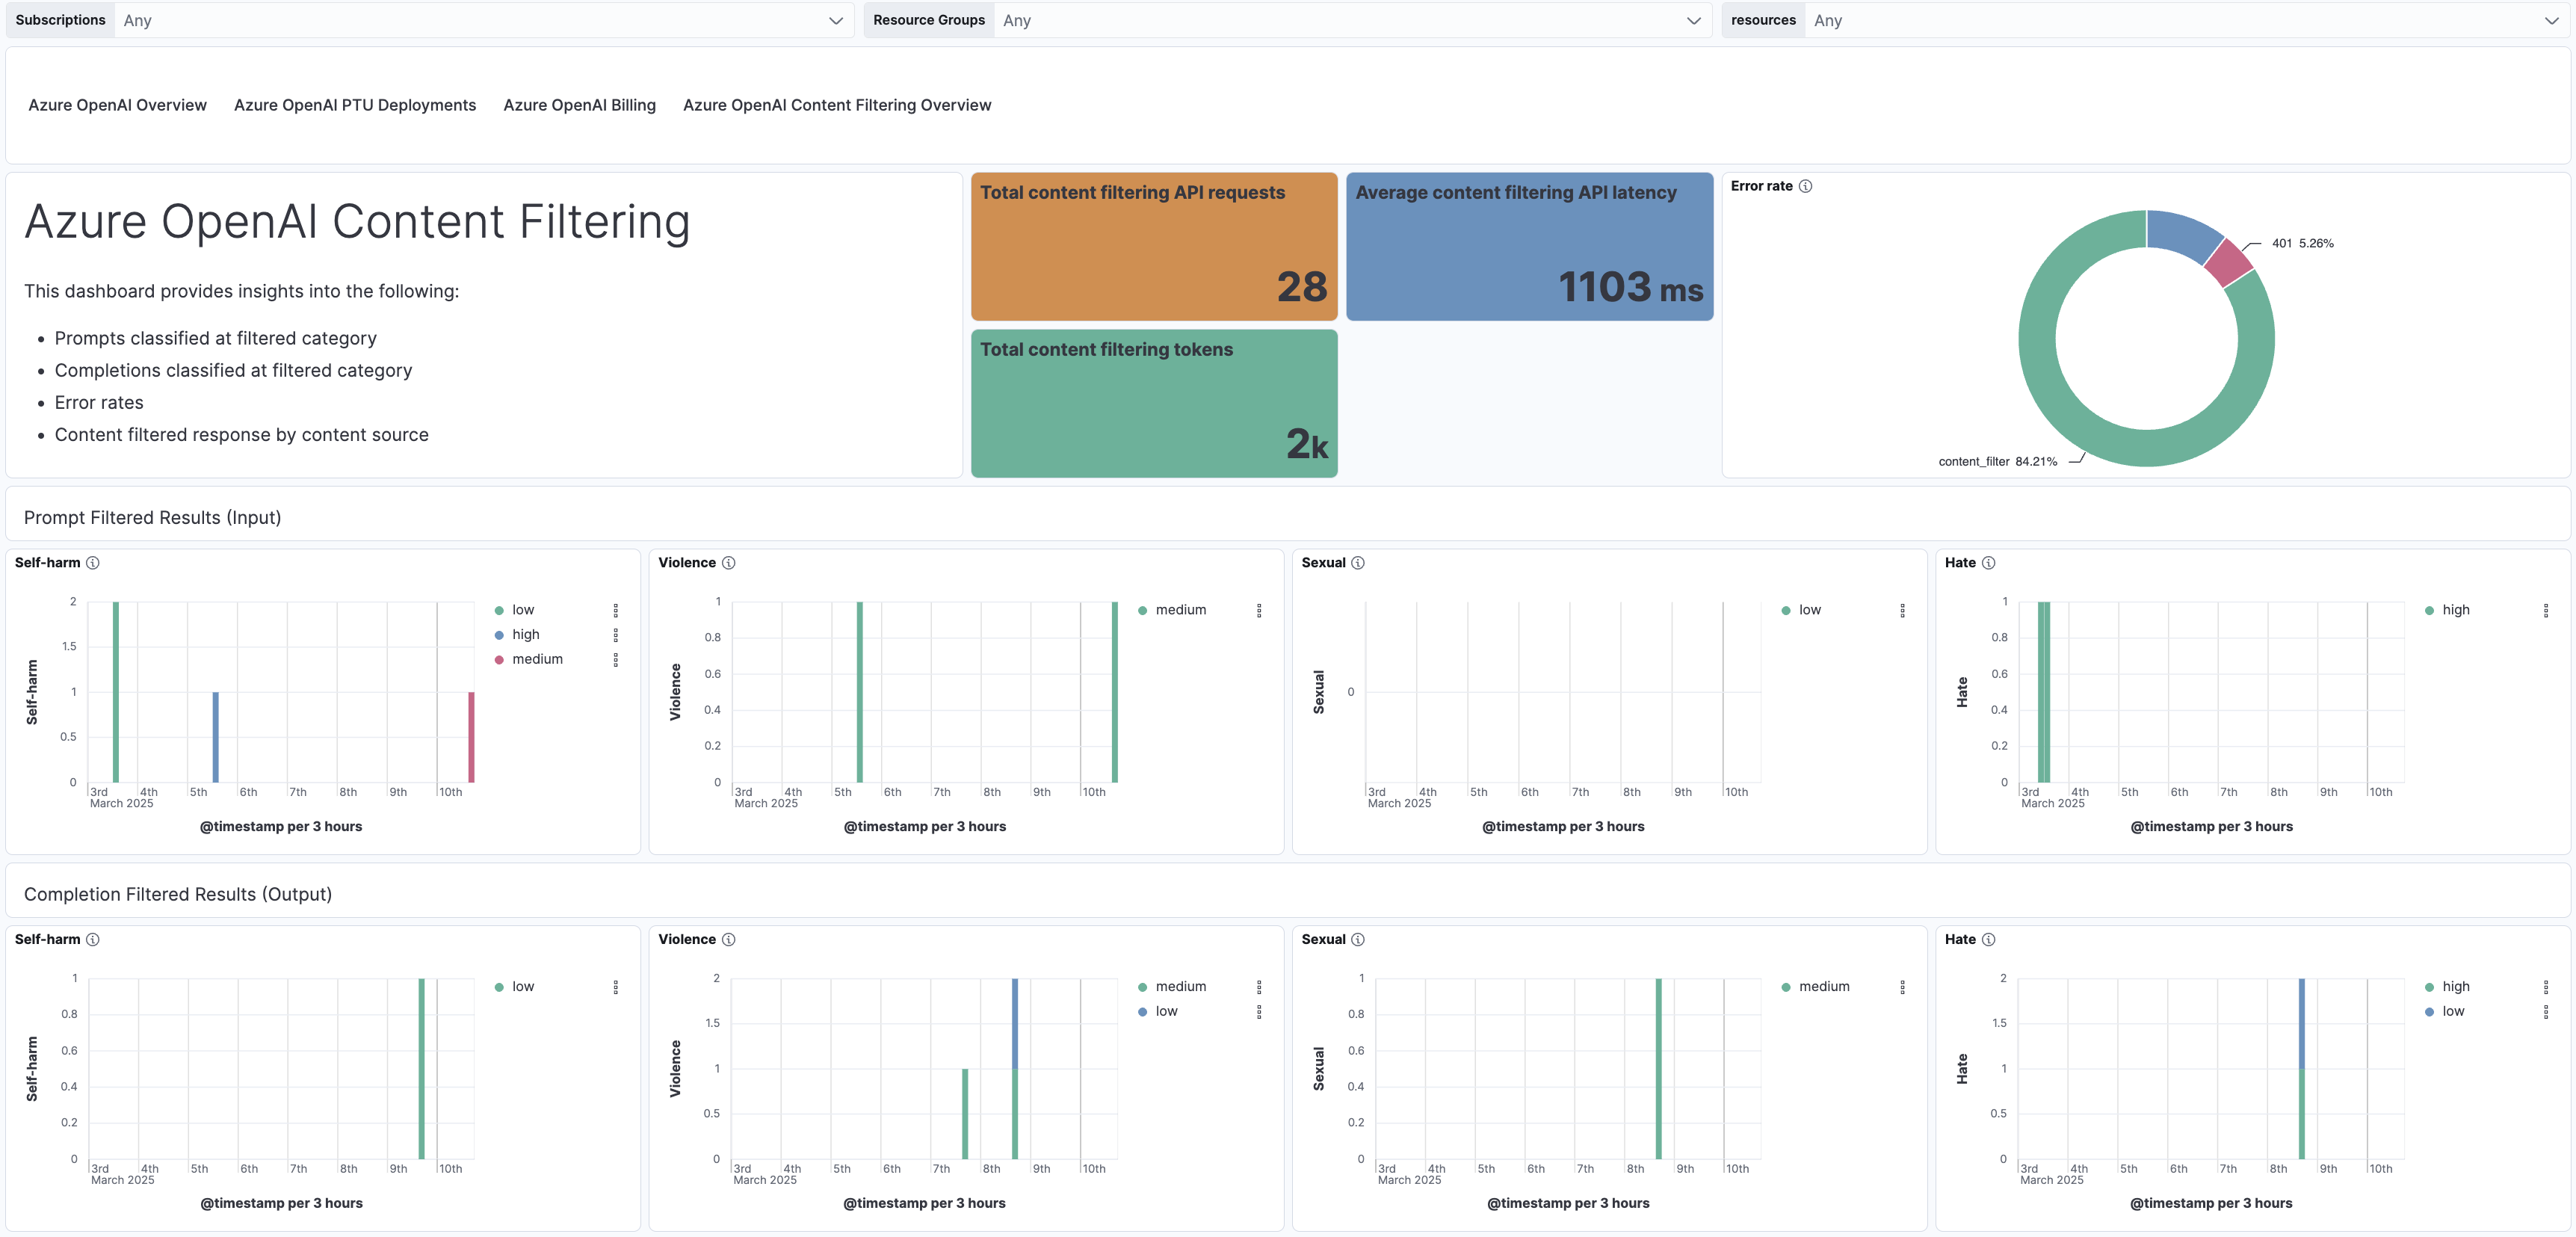 Subscriptions Any
Resource Groups Any
resources Any
Azure OpenAI Overview Azure OpenAI PTU Deployments Azure OpenAI Billing Azure OpenAI Content Filtering Overview
Azure OpenAI Content Filtering
This dashboard provides insights into the following:
• Prompts classified at filtered category
• Completions classified at filtered category
• Error rates
• Content filtered response by content source
Total content filtering API requests
28
Average content filtering API latency
1103 ms
Total content filtering tokens
2k
Error rate
401 5.26%
content_filter 84.21%
Prompt Filtered Results (Input)
Self-harm
Self-harm
2
1.5
1
0.5
0
3rd 4th 5th 6th 7th 8th 9th 10th
March 2025
@timestamp per 3 hours
low
high
medium
Violence
Violence
1
0.8
0.6
0.4
0.2
0
3rd 4th 5th 6th 7th 8th 9th 10th
March 2025
@timestamp per 3 hours
medium
Sexual
Sexual
0
3rd 4th 5th 6th 7th 8th 9th 10th
March 2025
@timestamp per 3 hours
low
Hate
Hate
1
0.8
0.6
0.4
0.2
0
3rd 4th 5th 6th 7th 8th 9th 10th
March 2025
@timestamp per 3 hours
high
Completion Filtered Results (Output)
Self-harm
Self-harm
1
0.8
0.6
0.4
0.2
0
3rd 4th 5th 6th 7th 8th 9th 10th
March 2025
@timestamp per 3 hours
low
Violence
Violence
2
1.5
1
0.5
0
3rd 4th 5th 6th 7th 8th 9th 10th
March 2025
@timestamp per 3 hours
medium
low
Sexual
Sexual
1
0.8
0.6
0.4
0.2
0
3rd 4th 5th 6th 7th 8th 9th 10th
March 2025
@timestamp per 3 hours
medium
Hate
Hate
2
1.5
1
0.5
0
3rd 4th 5th 6th 7th 8th 9th 10th
March 2025
@timestamp per 3 hours
high
low